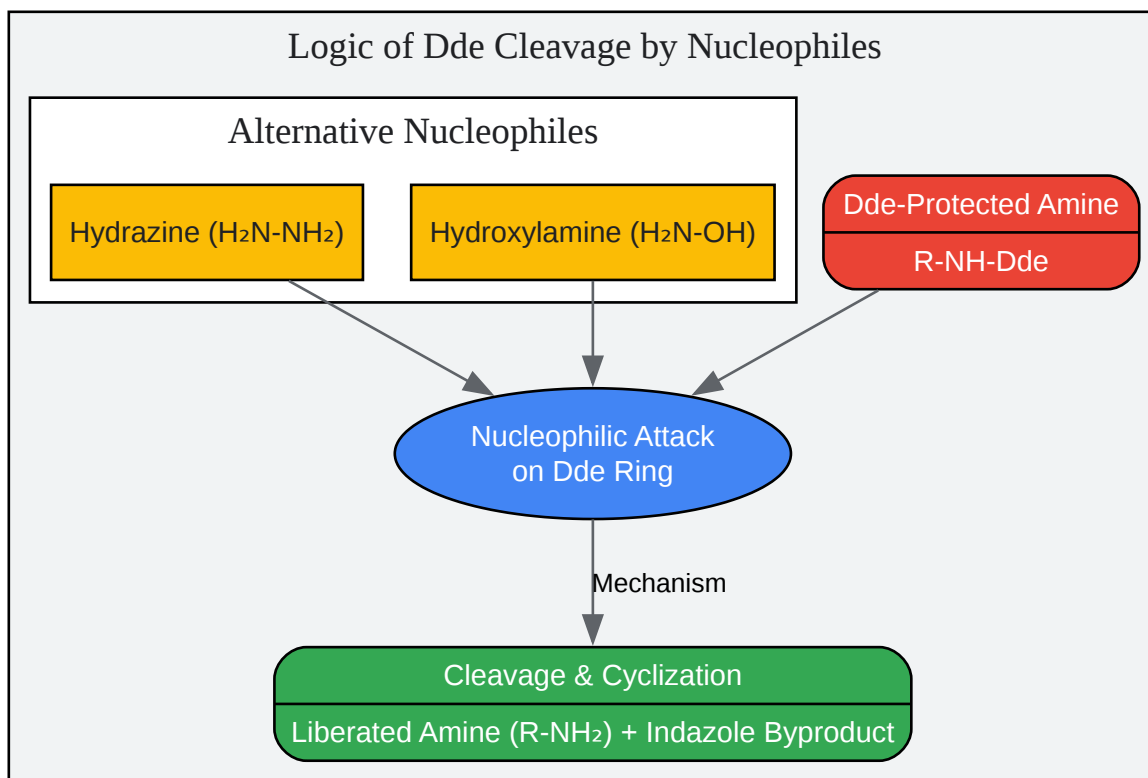 Logic of Dde Cleavage by Nucleophiles
Alternative Nucleophiles
Hydrazine (H₂N-NH₂)
Hydroxylamine (H₂N-OH)
Dde-Protected Amine
R-NH-Dde
Nucleophilic Attack
on Dde Ring
Mechanism
Cleavage & Cyclization
Liberated Amine (R-NH₂) + Indazole Byproduct